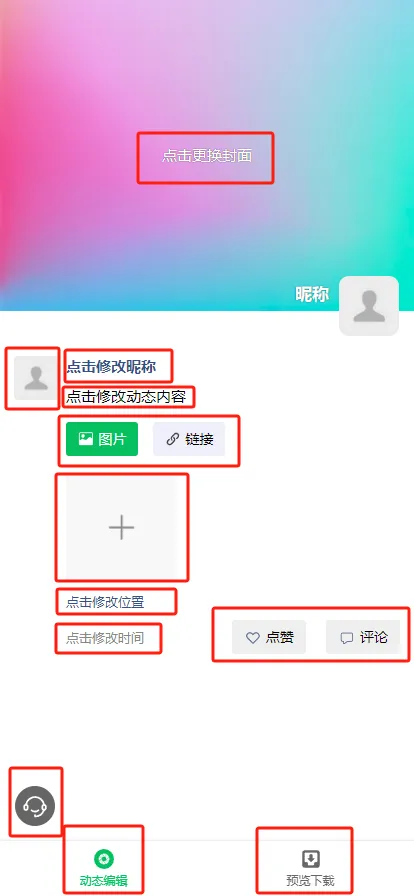 点击更换封面
昵称
点击修改昵称
点击修改动态内容
图片 链接
点击修改位置
点击修改时间
点赞 评论
动态编辑 预览下载